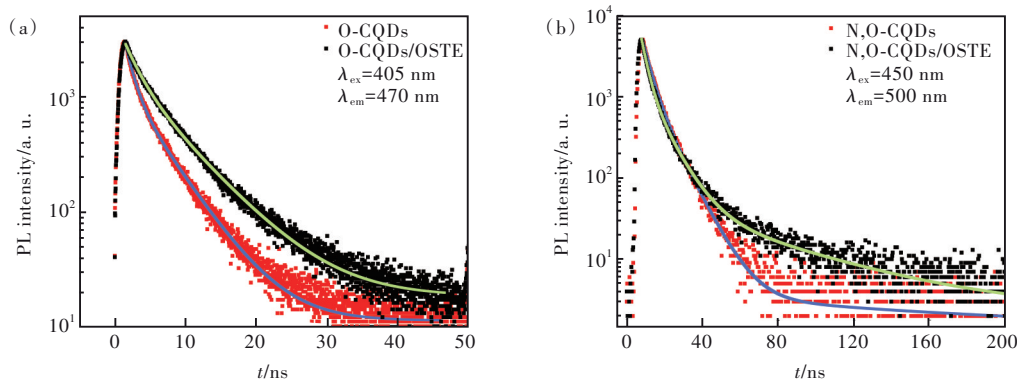 (a)
O-CQDs
O-CQDs/OSTE
λex=405 nm
λem=470 nm
PL intensity/a. u.
10³
10²
10¹
0 10 20 30 40 50
t/ns
(b)
N,O-CQDs
N,O-CQDs/OSTE
λex=450 nm
λem=500 nm
PL intensity/a. u.
10⁴
10³
10²
10¹
0 40 80 120 160 200
t/ns